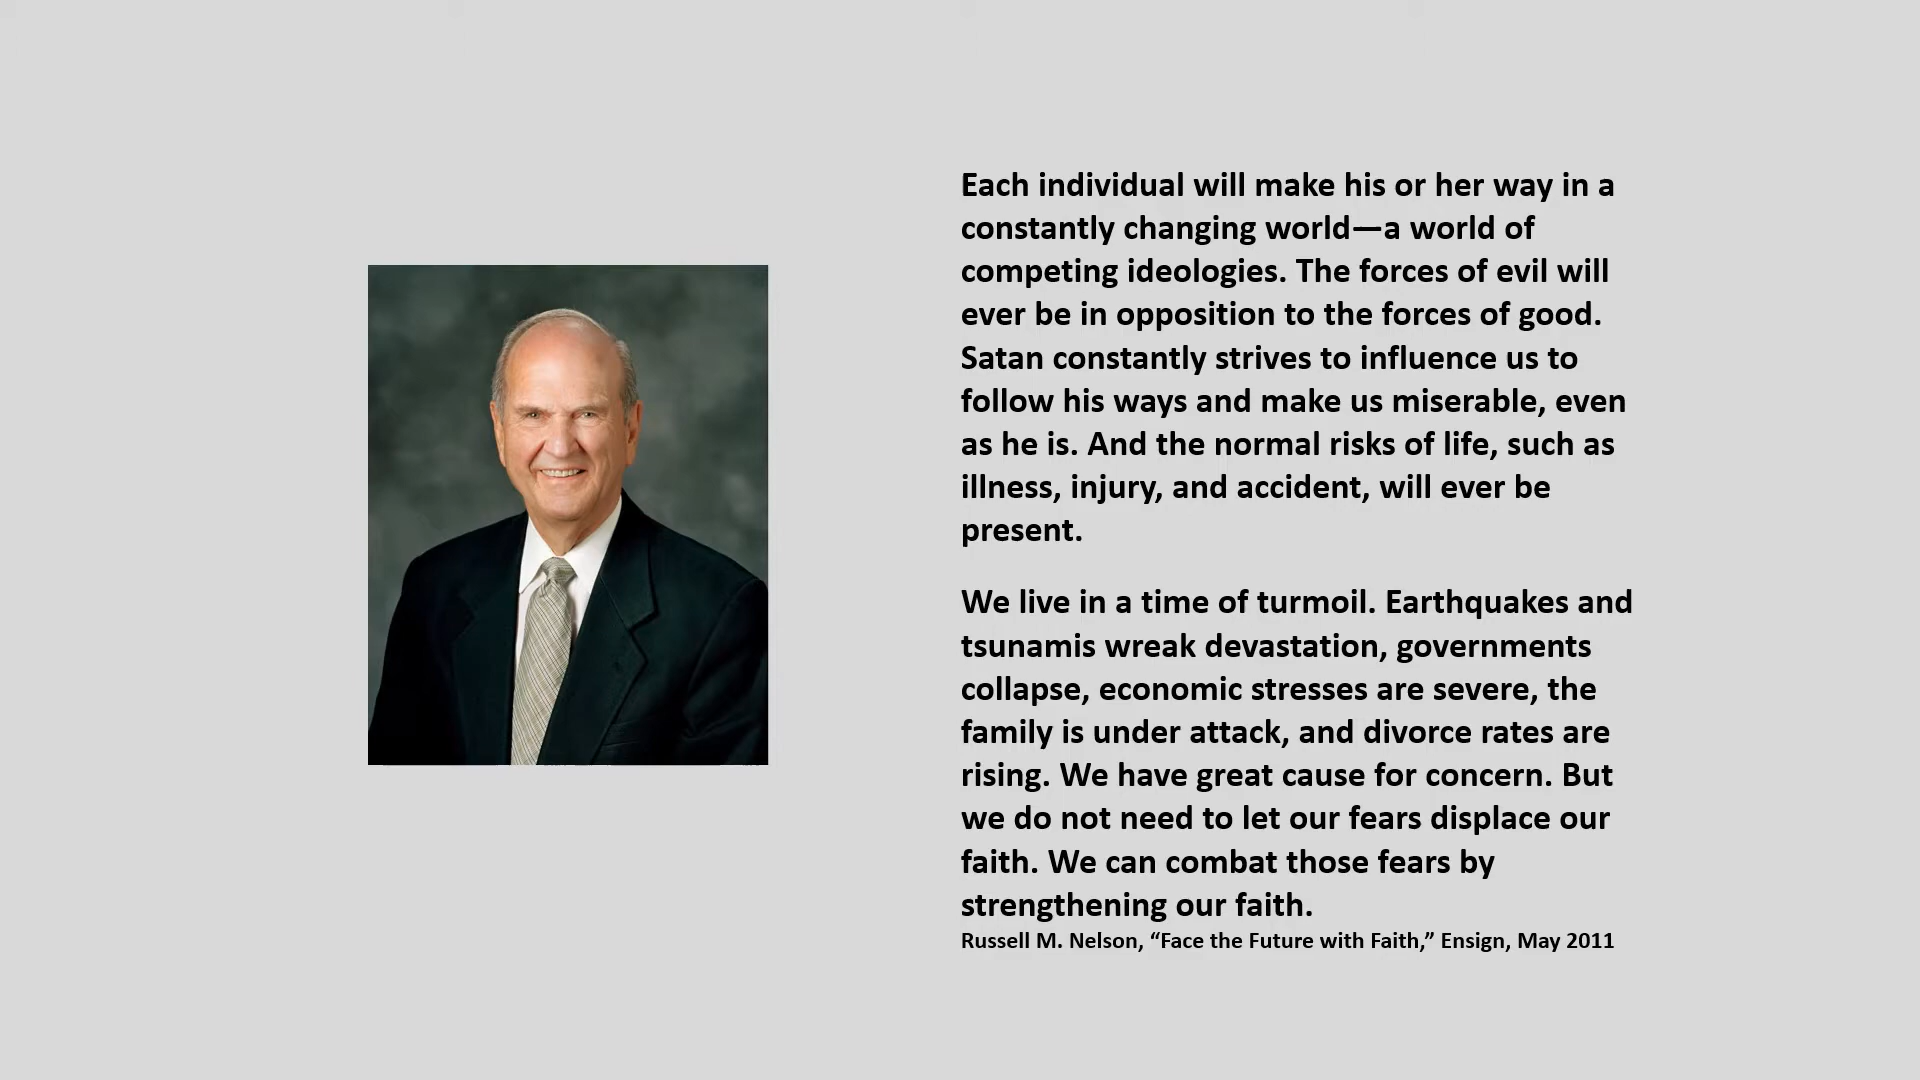 Each individual will make his or her way in a
constantly changing world—a world of
competing ideologies. The forces of evil will
ever be in opposition to the forces of good.
Satan constantly strives to influence us to
follow his ways and make us miserable, even
as he is. And the normal risks of life, such as
illness, injury, and accident, will ever be
present.
We live in a time of turmoil. Earthquakes and
tsunamis wreak devastation, governments
collapse, economic stresses are severe, the
family is under attack, and divorce rates are
rising. We have great cause for concern. But
we do not need to let our fears displace our
faith. We can combat those fears by
strengthening our faith.
Russell M. Nelson, “Face the Future with Faith,” Ensign, May 2011